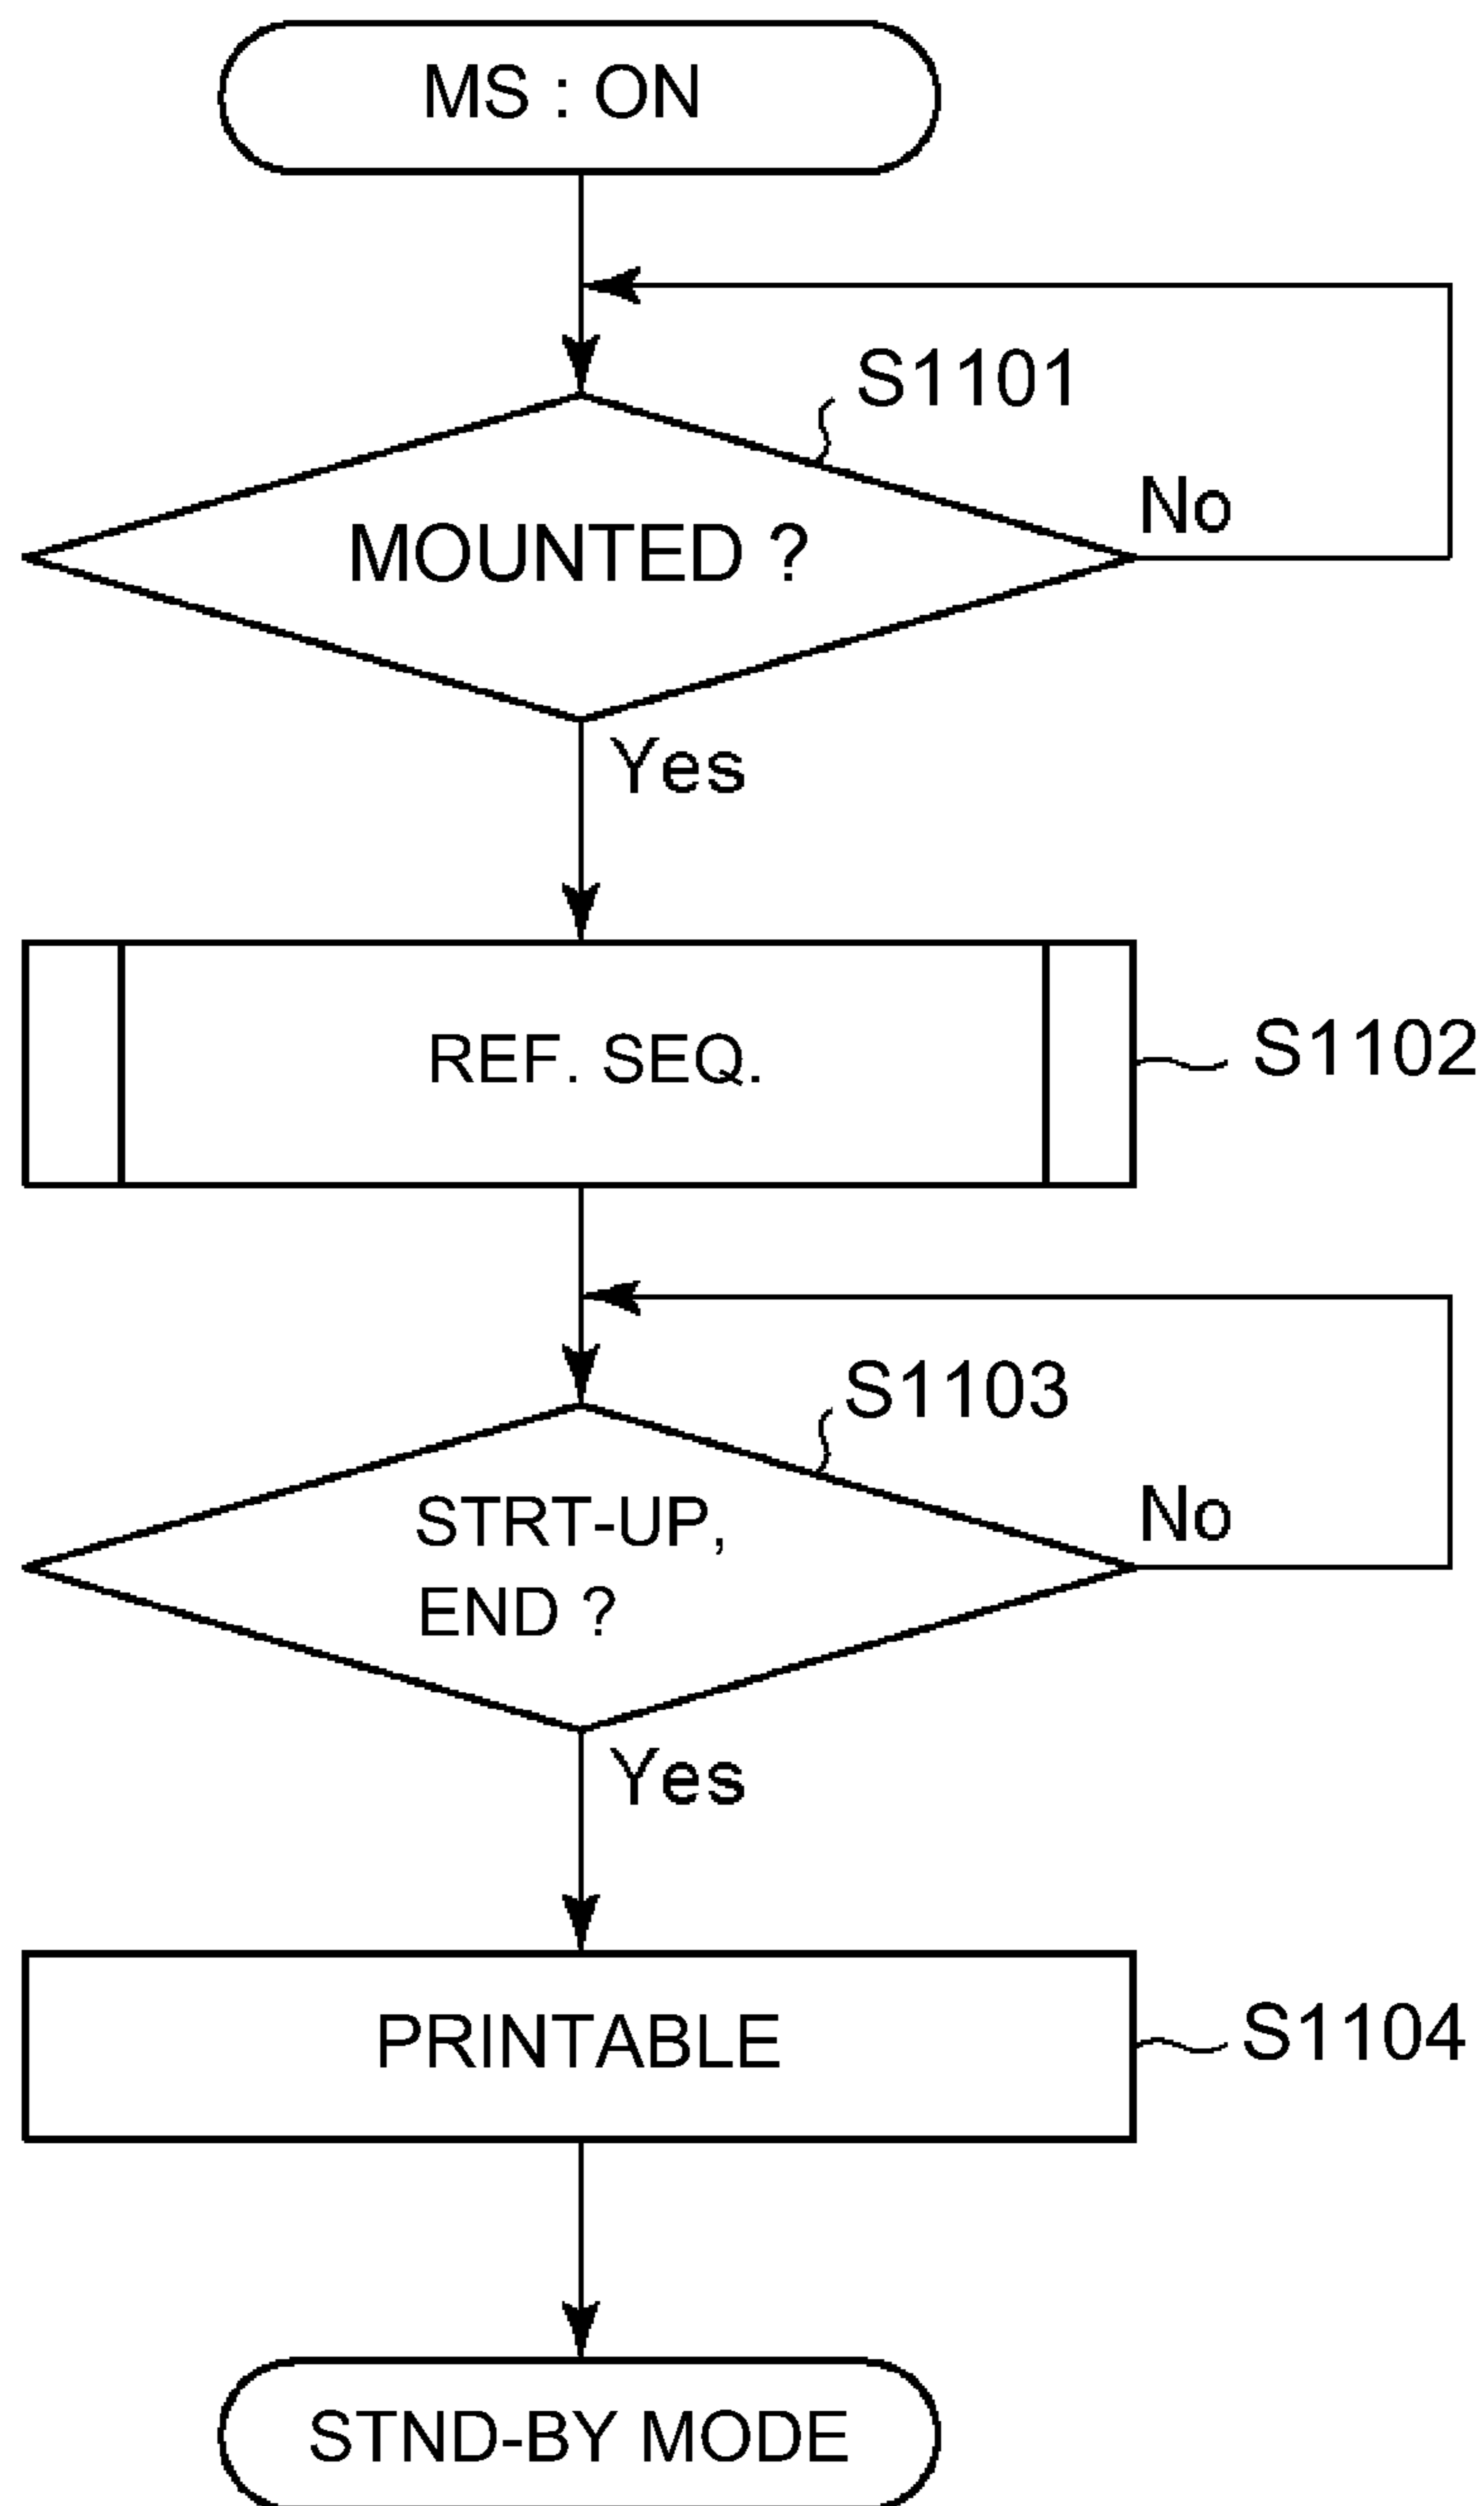 MS : ON
S1101
No
MOUNTED ?
Yes
REF. SEQ.
S1102
S1103
No
STRT-UP,
END ?
Yes
PRINTABLE
S1104
STND-BY MODE